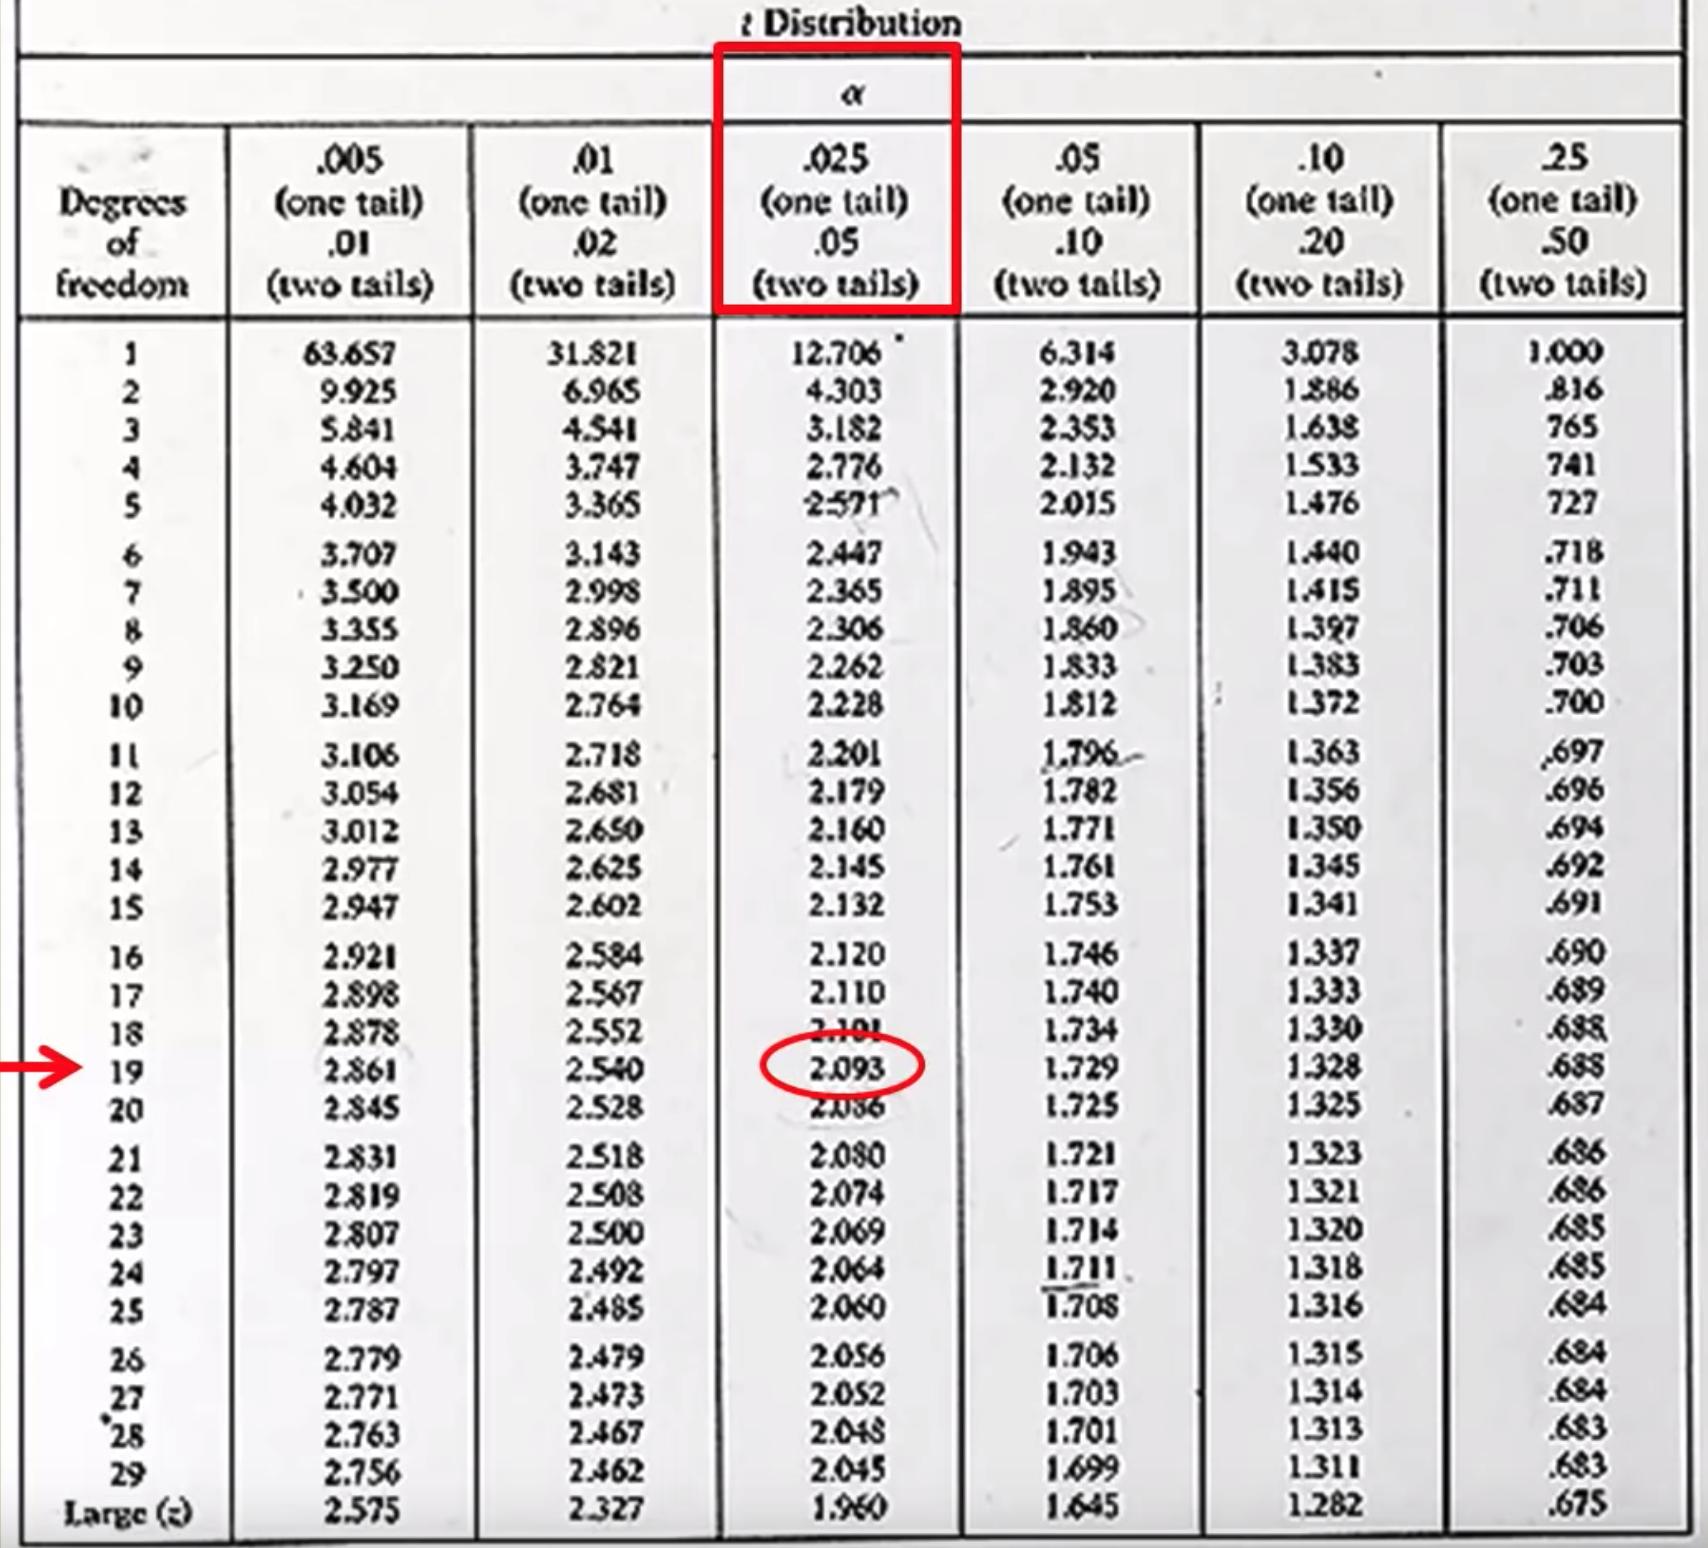 t Distribution
α
Degrees of freedom .005 (one tail) .01 (two tails) .01 (one tail) .02 (two tails) .025 (one tail) .05 (two tails) .05 (one tail) .10 (two tails) .10 (one tail) .20 (two tails) .25 (one tail) .50 (two tails)
1 63.657 31.821 12.706 6.314 3.078 1.000
2 9.925 6.965 4.303 2.920 1.886 .816
3 5.841 4.541 3.182 2.353 1.638 765
4 4.604 3.747 2.776 2.132 1.533 741
5 4.032 3.365 2.571 2.015 1.476 727
6 3.707 3.143 2.447 1.943 1.440 .718
7 3.500 2.998 2.365 1.895 1.415 .711
8 3.355 2.896 2.306 1.860 1.397 .706
9 3.250 2.821 2.262 1.833 1.383 .703
10 3.169 2.764 2.228 1.812 1.372 .700
11 3.106 2.718 2.201 1.796 1.363 .697
12 3.054 2.681 2.179 1.782 1.356 .696
13 3.012 2.650 2.160 1.771 1.350 .694
14 2.977 2.625 2.145 1.761 1.345 .692
15 2.947 2.602 2.132 1.753 1.341 .691
16 2.921 2.584 2.120 1.746 1.337 .690
17 2.898 2.567 2.110 1.740 1.333 .689
18 2.878 2.552 2.101 1.734 1.330 .688
19 2.861 2.540 2.093 1.729 1.328 .688
20 2.845 2.528 2.086 1.725 1.325 .687
21 2.831 2.518 2.080 1.721 1.323 .686
22 2.819 2.508 2.074 1.717 1.321 .686
23 2.807 2.500 2.069 1.714 1.320 .685
24 2.797 2.492 2.064 1.711 1.318 .685
25 2.787 2.485 2.060 1.708 1.316 .684
26 2.779 2.479 2.056 1.706 1.315 .684
27 2.771 2.473 2.052 1.703 1.314 .684
28 2.763 2.467 2.048 1.701 1.313 .683
29 2.756 2.462 2.045 1.699 1.311 .683
Large (z) 2.575 2.327 1.960 1.645 1.282 .675